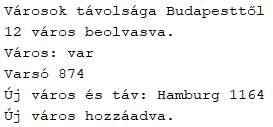 Városok távolsága Budapesttől
12 város beolvasva.
Város: var
Varsó 874
Új város és táv: Hamburg 1164
Új város hozzáadva.